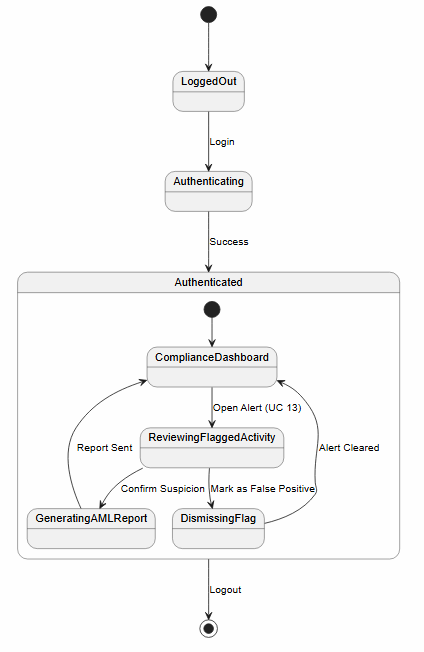 LoggedOut
Login
Authenticating
Success
Authenticated
ComplianceDashboard
Open Alert (UC 13)
ReviewingFlaggedActivity
Report Sent
Alert Cleared
Confirm Suspicion
Mark as False Positive
GeneratingAMLReport
DismissingFlag
Logout